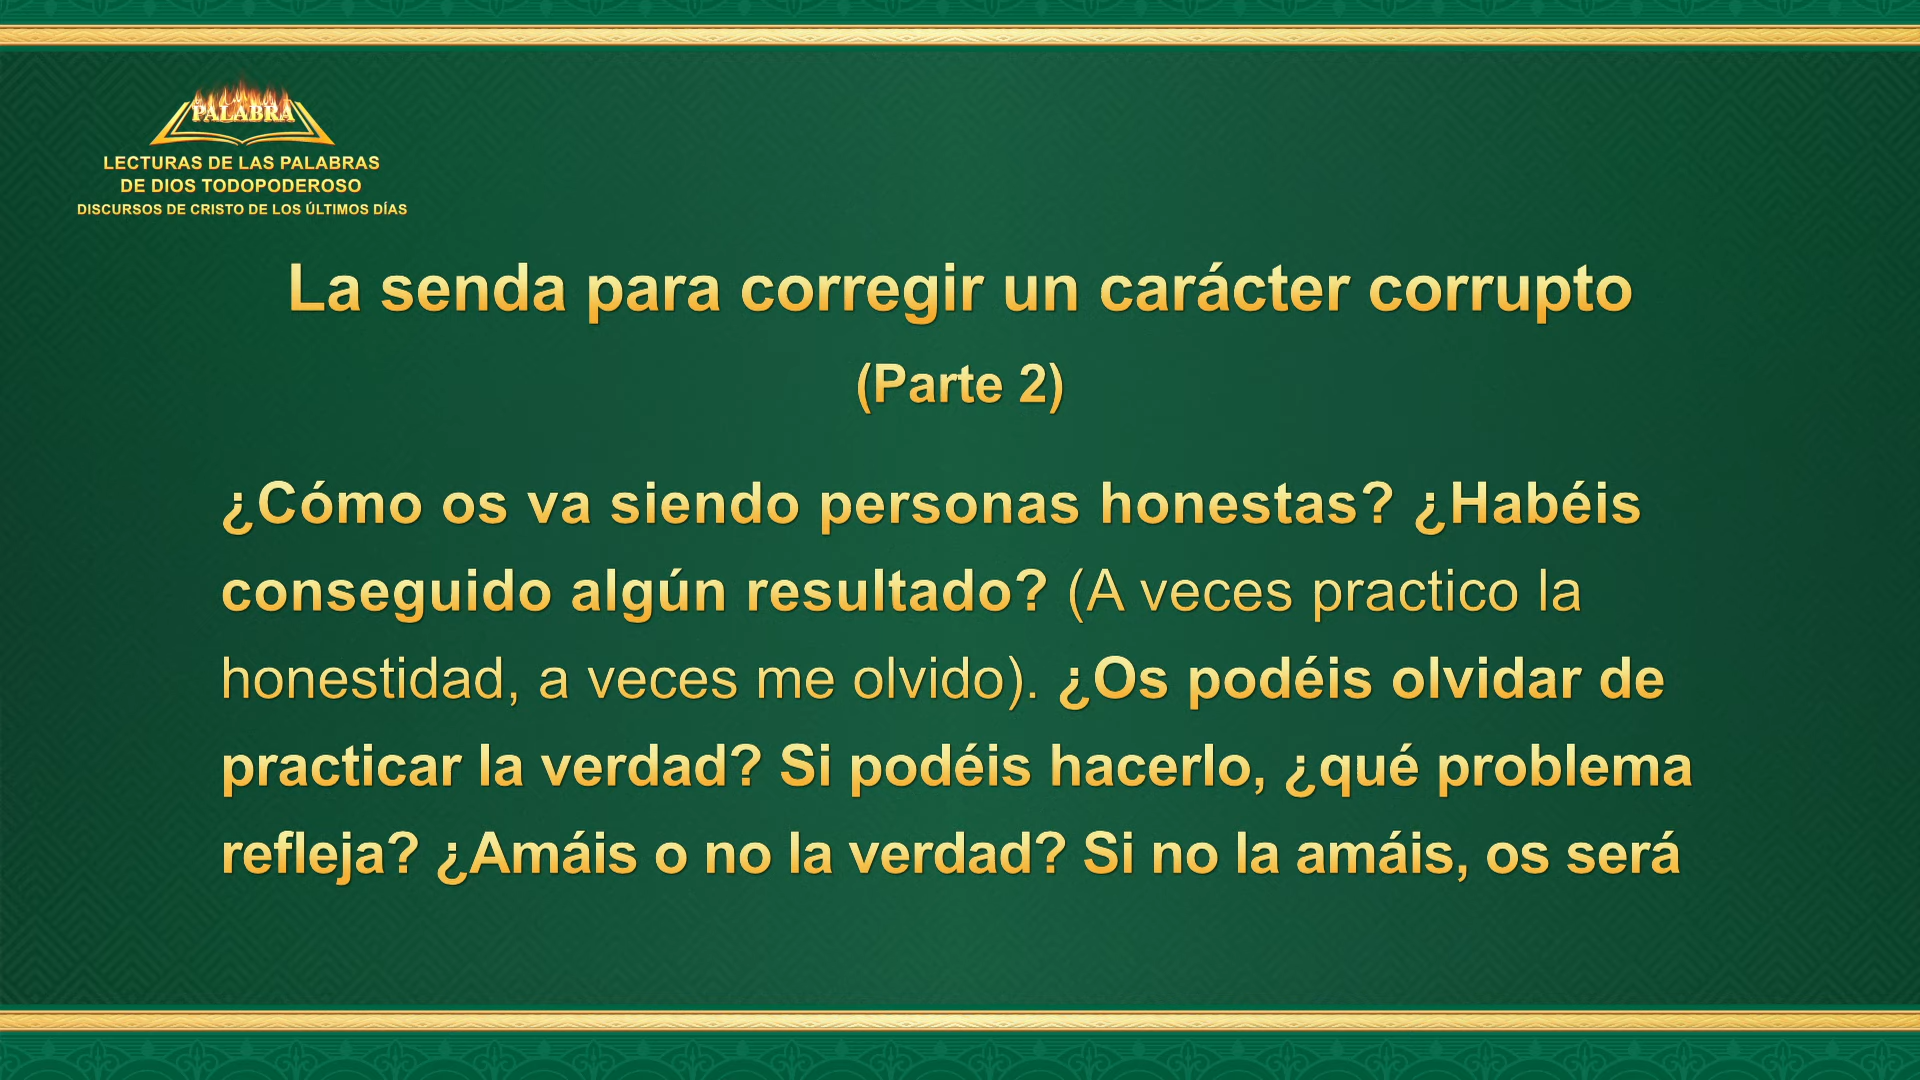 PALABRA
LECTURAS DE LAS PALABRAS
DE DIOS TODOPODEROSO
DISCURSOS DE CRISTO DE LOS ÚLTIMOS DÍAS
La senda para corregir un carácter corrupto
(Parte 2)
¿Cómo os va siendo personas honestas? ¿Habéis
conseguido algún resultado? (A veces practico la
honestidad, a veces me olvido). ¿Os podéis olvidar de
practicar la verdad? Si podéis hacerlo, ¿qué problema
refleja? ¿Amáis o no la verdad? Si no la amáis, os será